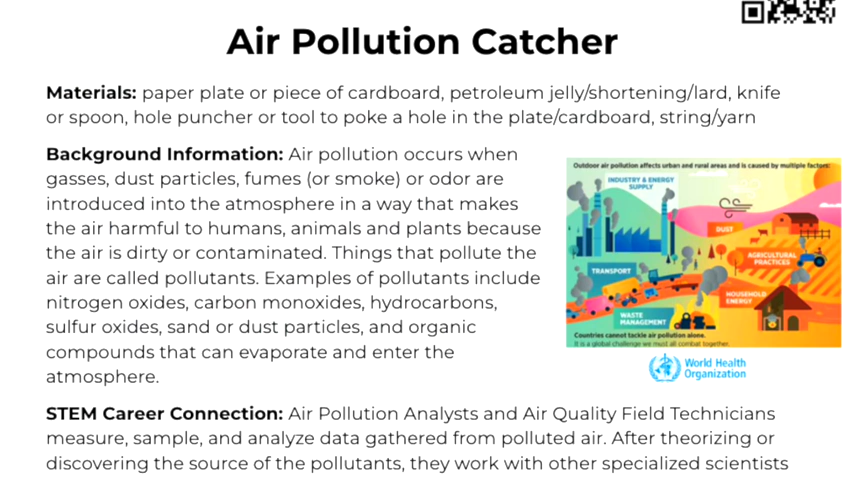 Air Pollution Catcher
Materials: paper plate or piece of cardboard, petroleum jelly/shortening/lard, knife
or spoon, hole puncher or tool to poke a hole in the plate/cardboard, string/yarn
Background Information: Air pollution occurs when
gasses, dust particles, fumes (or smoke) or odor are
introduced into the atmosphere in a way that makes
the air harmful to humans, animals and plants because
the air is dirty or contaminated. Things that pollute the
air are called pollutants. Examples of pollutants include
nitrogen oxides, carbon monoxides, hydrocarbons,
sulfur oxides, sand or dust particles, and organic
compounds that can evaporate and enter the
atmosphere.
Outdoor air pollution affects urban and rural areas and is caused by multiple factors:
INDUSTRY & ENERGY
SUPPLY
DUST
AGRICULTURAL
PRACTICES
TRANSPORT
HOUSEHOLD
ENERGY
WASTE
MANAGEMENT
Countries cannot tackle air pollution alone.
It is a global challenge we must all combat together.
World Health
Organization
STEM Career Connection: Air Pollution Analysts and Air Quality Field Technicians
measure, sample, and analyze data gathered from polluted air. After theorizing or
discovering the source of the pollutants, they work with other specialized scientists